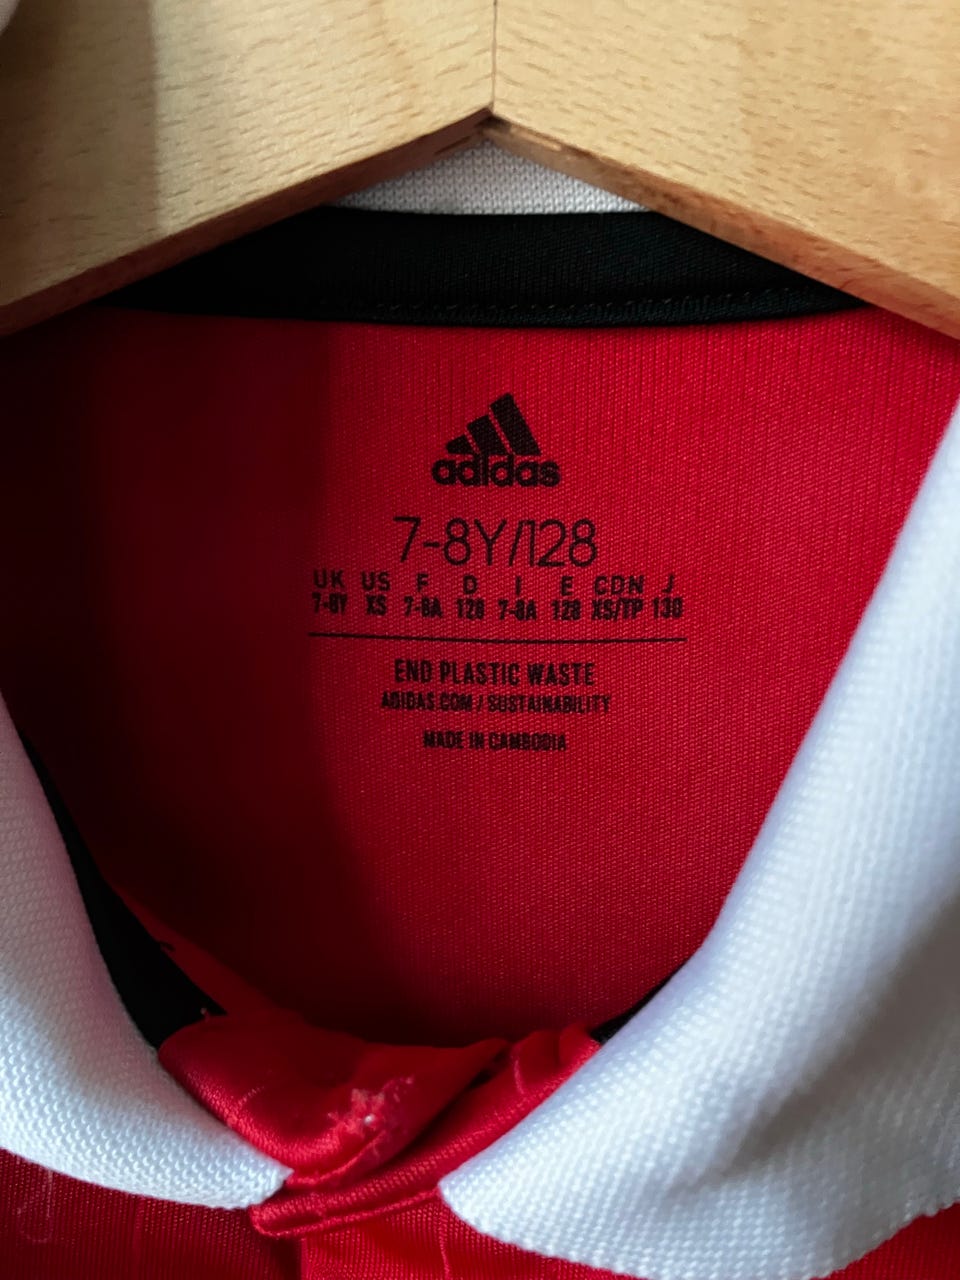 adidas
7-8Y/128
UK US F D I E CDN J
7-8Y XS 7-8A 128 7-8A 128 XS/TP 130
END PLASTIC WASTE
ADIDAS.COM / SUSTAINABILITY
MADE IN CAMBODIA